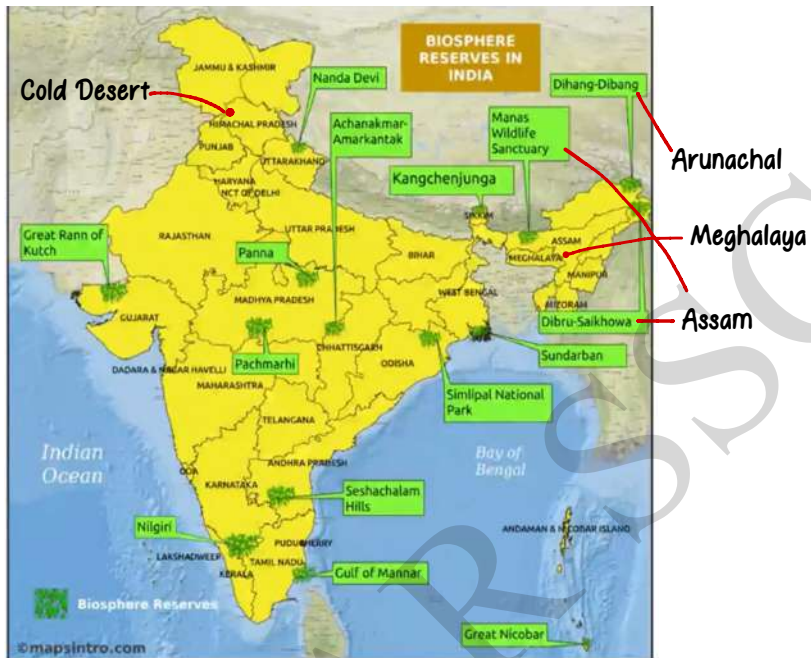 BIOSPHERE
RESERVES IN
INDIA
JAMMU & KASHMIR
Nanda Devi
Dihang-Dibang
Cold Desert
HIMACHAL PRADESH
Achanakmar-
Amarkantak
Manas
Wildlife
Sanctuary
PUNJAB
UTTARAKHAND
Arunachal
Kangchenjunga
HARYANA
NCT OF DELHI
SIKKIM
Great Rann of
Kutch
RAJASTHAN
UTTAR PRADESH
ASSAM
Meghalaya
Panna
BIHAR
MEGHALAYA
MANIPUR
WEST BENGAL
MADHYA PRADESH
MIZORAM
GUJARAT
Dibru-Saikhowa
Assam
CHHATTISGARH
Pachmarhi
ODISHA
Sundarban
DADARA & NAGAR HAVELLI
MAHARASHTRA
Simlipal National
Park
TELANGANA
Indian
Ocean
Bay of
Bengal
ANDHRA PRADESH
GOA
KARNATAKA
Seshachalam
Hills
Nilgiri
ANDAMAN & NICOBAR ISLAND
PUDUCHERRY
LAKSHADWEEP
TAMIL NADU
KERALA
Gulf of Mannar
Biosphere Reserves
Great Nicobar
©mapsintro.com
RSSC